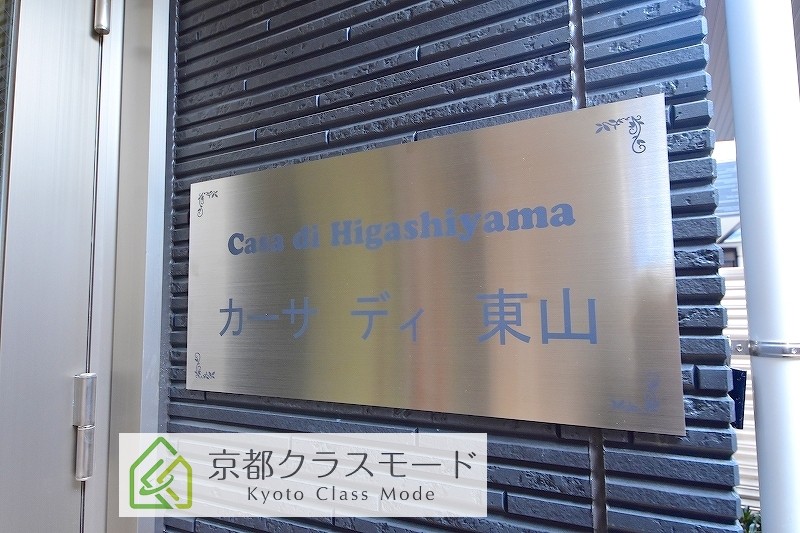 Casa di Higashiyama
カーサ ディ 東山
京都クラスモード
Kyoto Class Mode